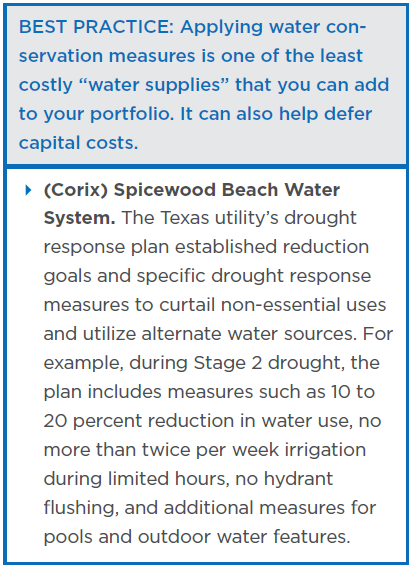 BEST PRACTICE: Applying water con-
servation measures is one of the least
costly “water supplies” that you can add
to your portfolio. It can also help defer
capital costs.
(Corix) Spicewood Beach Water
System. The Texas utility’s drought
response plan established reduction
goals and specific drought response
measures to curtail non-essential uses
and utilize alternate water sources. For
example, during Stage 2 drought, the
plan includes measures such as 10 to
20 percent reduction in water use, no
more than twice per week irrigation
during limited hours, no hydrant
flushing, and additional measures for
pools and outdoor water features.